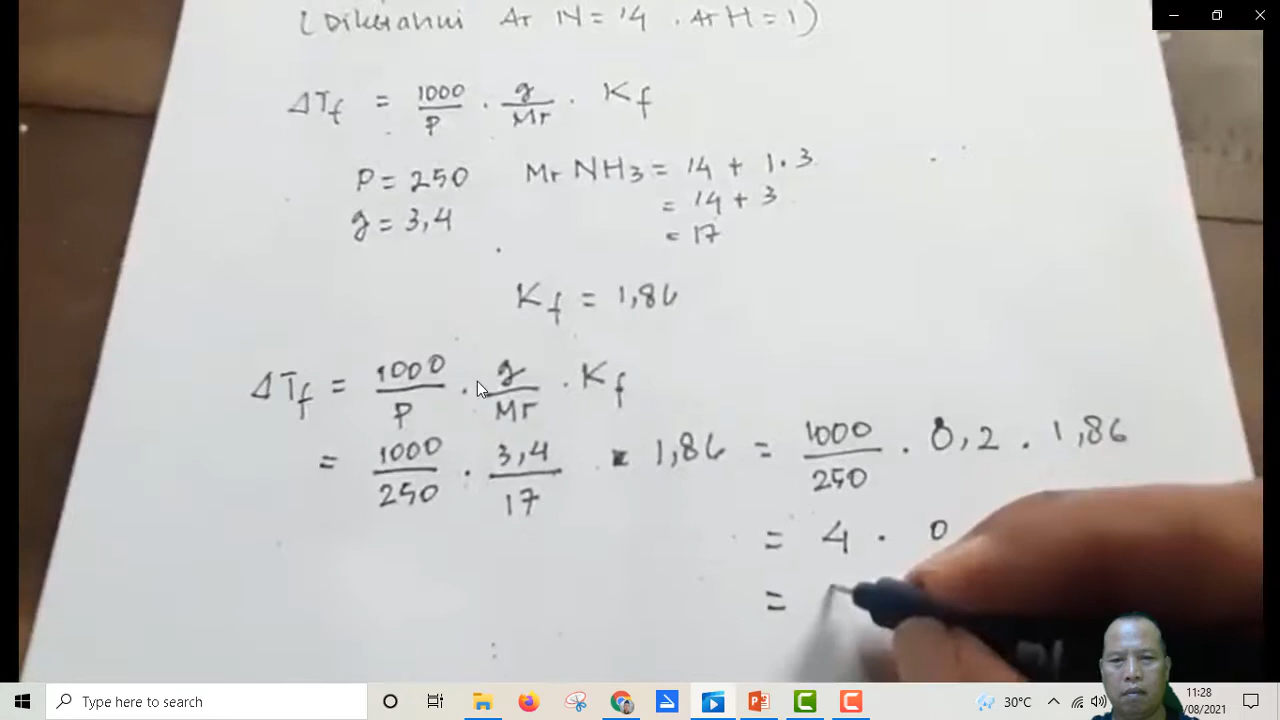 (Diketahui Ar N = 14 . Ar H = 1)
ΔTf = 1000/P . g/Mr . Kf
P = 250 Mr NH3 = 14 + 1.3
g = 3,4 = 14 + 3
= 17
Kf = 1,86
ΔTf = 1000/P . g/Mr . Kf
= 1000/250 . 3,4/17 . 1,86 = 1000/250 . 0,2 . 1,86
= 4 . 0
=
Type here to search
30°C
11:28
/08/2021